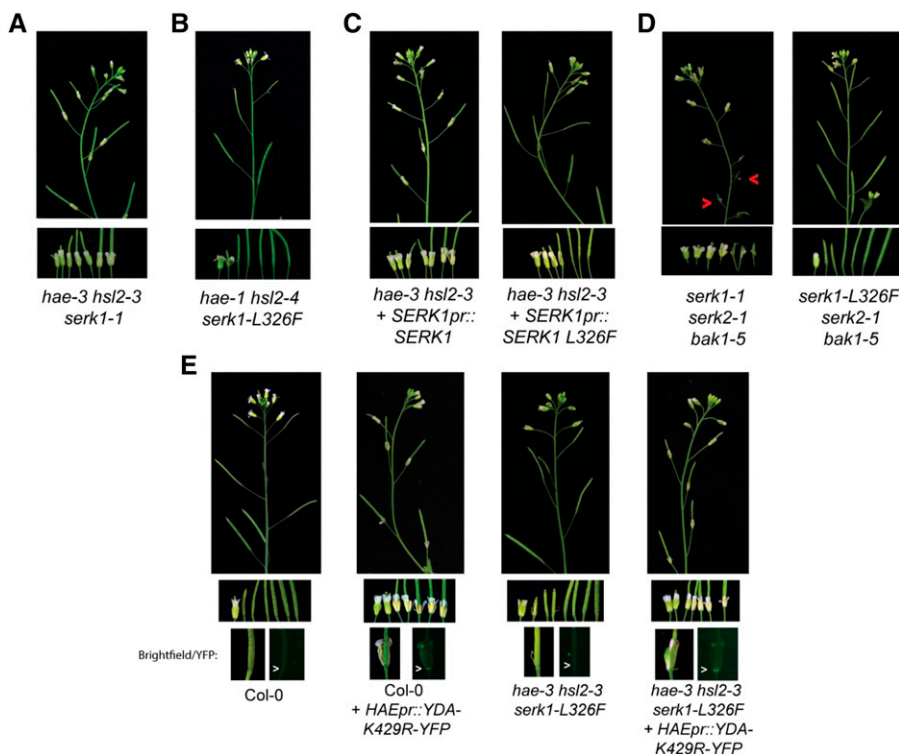 A
B
C
D
hae-3 hsl2-3
serk1-1
hae-1 hsl2-4
serk1-L326F
hae-3 hsl2-3
+ SERK1pr::
SERK1
hae-3 hsl2-3
+ SERK1pr::
SERK1 L326F
<
>
serk1-1
serk2-1
bak1-5
serk1-L326F
serk2-1
bak1-5
E
Brightfield/YFP:
>
>
>
>
Col-0
Col-0
+ HAEpr::YDA-
K429R-YFP
hae-3 hsl2-3
serk1-L326F
hae-3 hsl2-3
serk1-L326F
+ HAEpr::YDA-
K429R-YFP